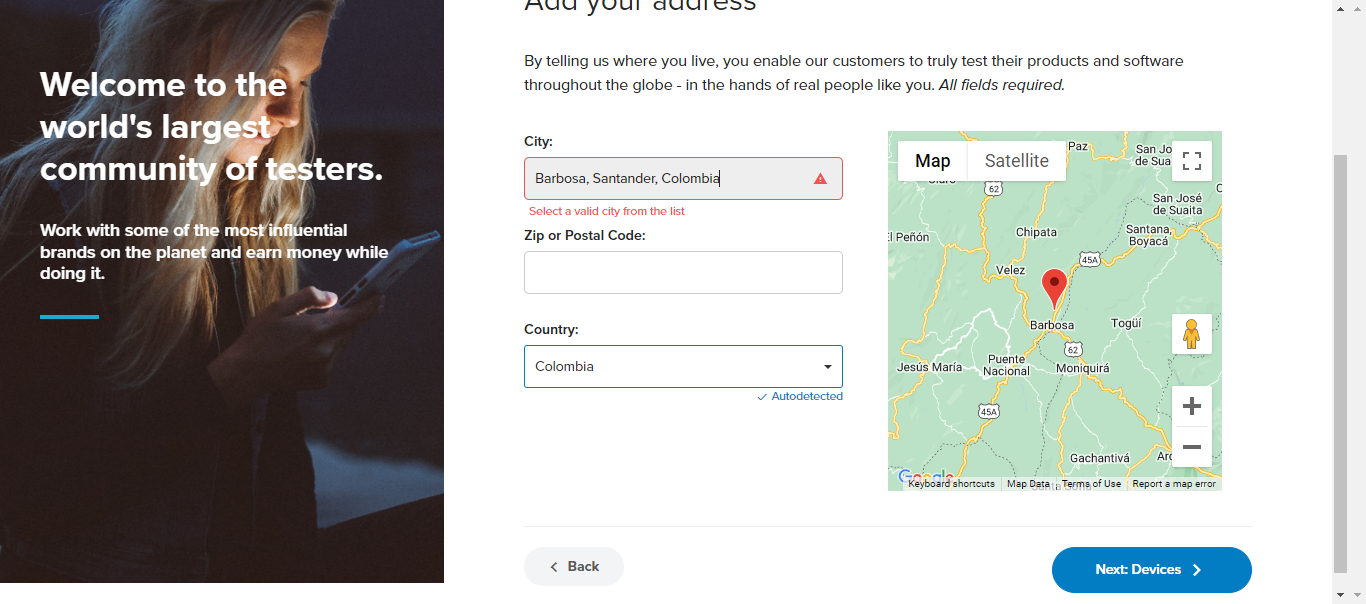 Add your address
Welcome to the
world's largest
community of testers.
Work with some of the most influential
brands on the planet and earn money while
doing it.
By telling us where you live, you enable our customers to truly test their products and software
throughout the globe - in the hands of real people like you. All fields required.
City:
Barbosa, Santander, Colombia
Select a valid city from the list
Zip or Postal Code:
Country:
Colombia
Autodetected
Map
Satellite
Paz
San Jo
de Sua
62
San José
de Suaita
El Peñón
Chipata
Santana,
Boyacá
45A
Velez
Barbosa
Togüí
62
Puente
Nacional
Jesús María
Moniquirá
45A
Gachantivá
Arc
Google
Keyboard shortcuts
Map Data
Terms of Use
Report a map error
Back
Next: Devices